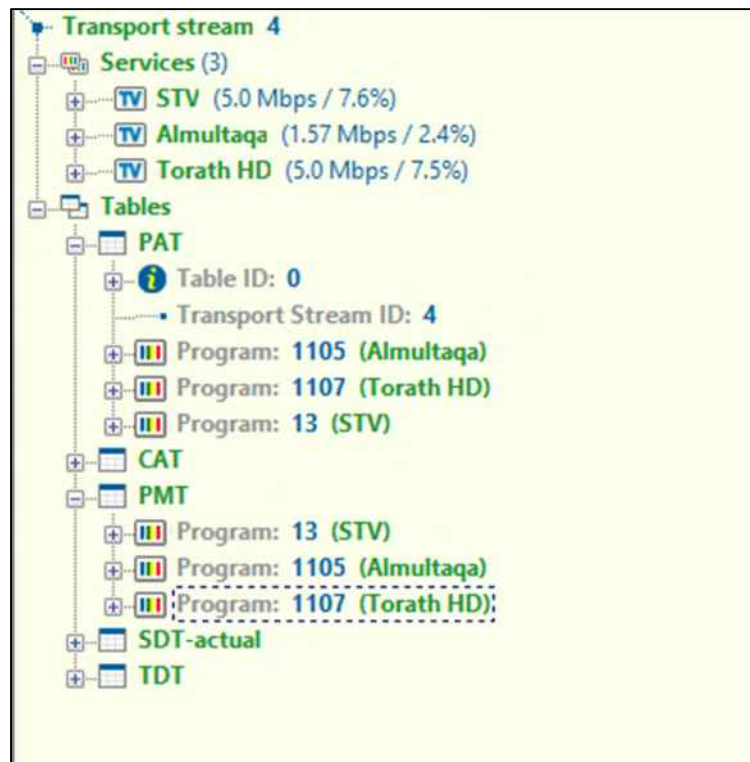 Transport stream 4
Services (3)
TV STV (5.0 Mbps / 7.6%)
TV Almultaqa (1.57 Mbps / 2.4%)
TV Torath HD (5.0 Mbps / 7.5%)
Tables
PAT
Table ID: 0
Transport Stream ID: 4
Program: 1105 (Almultaqa)
Program: 1107 (Torath HD)
Program: 13 (STV)
CAT
PMT
Program: 13 (STV)
Program: 1105 (Almultaqa)
Program: 1107 (Torath HD)
SDT-actual
TDT